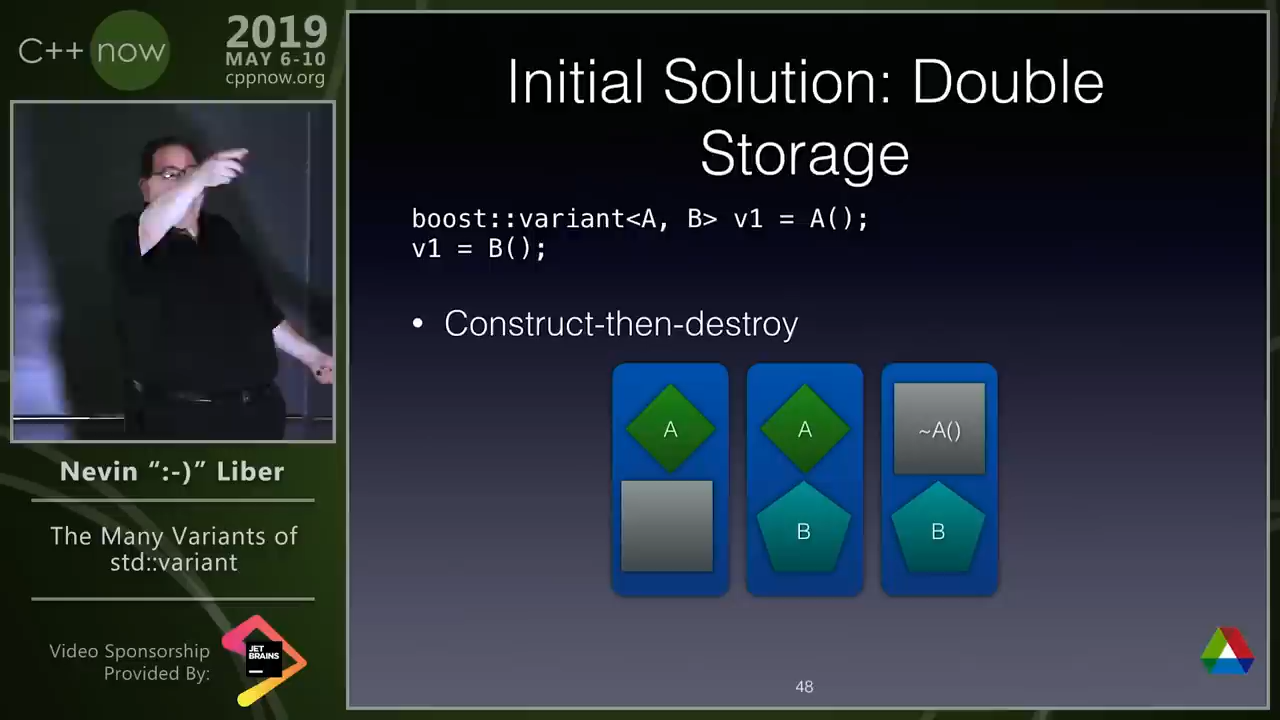 C++ now
2019
MAY 6-10
cppnow.org
Nevin “:-)” Liber
The Many Variants of
std::variant
Video Sponsorship
Provided By:
JET
BRAINS
Initial Solution: Double
Storage
boost::variant<A, B> v1 = A();
v1 = B();
• Construct-then-destroy
A
A
~A()
B
B
48